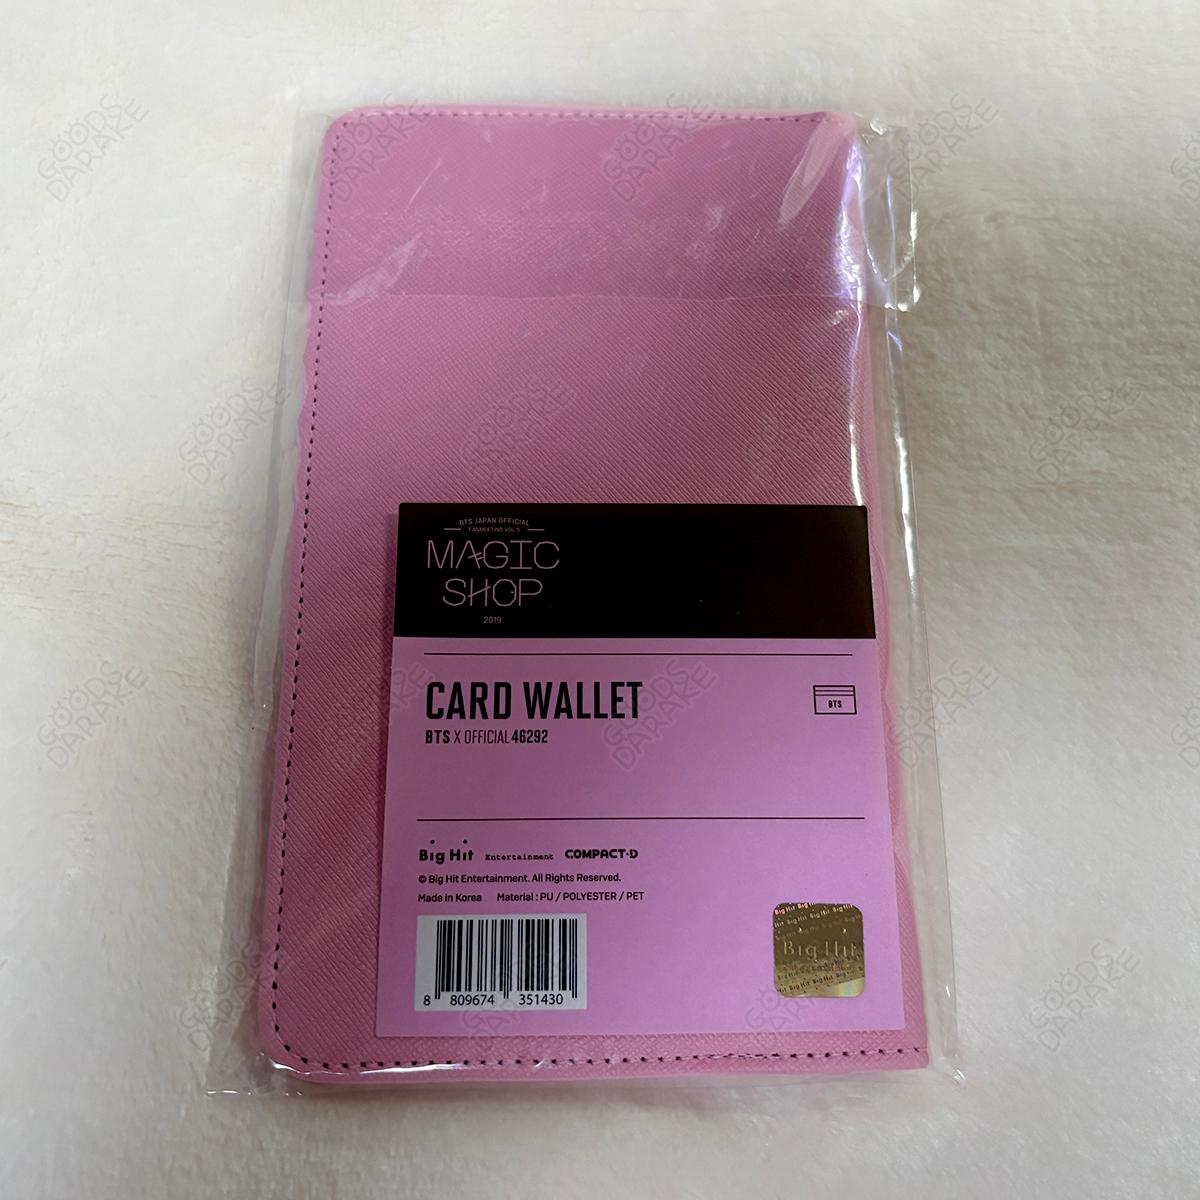 BTS JAPAN OFFICIAL
FANMEETING VOL 5
MAGIC
SHOP
2019
CARD WALLET
BTS
BTS X OFFICIAL 46292
Big Hit Entertainment COMPACT·D
© Big Hit Entertainment. All Rights Reserved.
Made in Korea Material : PU / POLYESTER / PET
Big Hit
8 809674 351430
GOODS
DARAKE